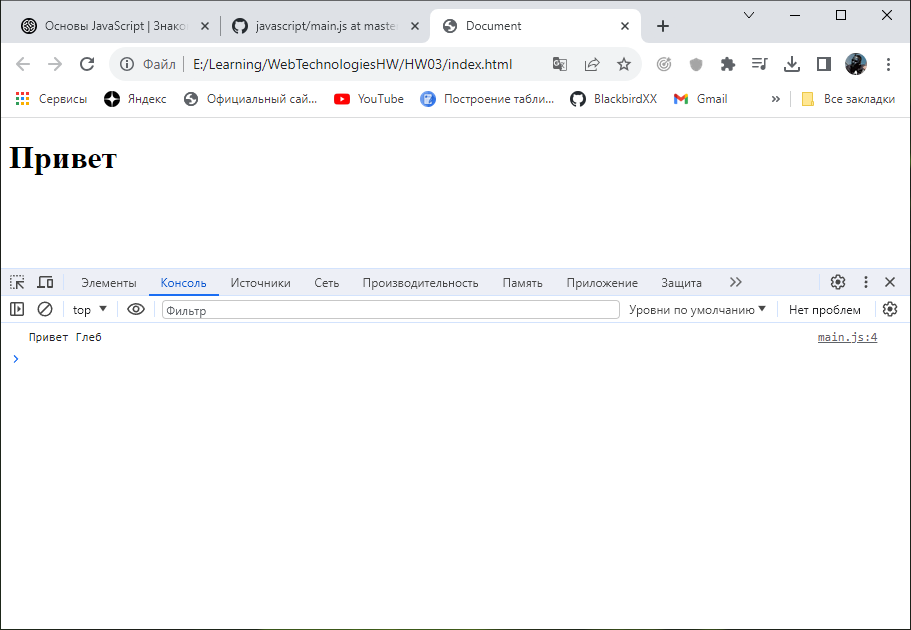 Основы JavaScript | Знако
javascript/main.js at maste
Document
Файл
E:/Learning/WebTechnologiesHW/HW03/index.html
Сервисы
Яндекс
Официальный сай...
YouTube
Построение табли...
BlackbirdXX
Gmail
»
Все закладки
Привет
Элементы
Консоль
Источники
Сеть
Производительность
Память
Приложение
Защита
top
Фильтр
Уровни по умолчанию
Нет проблем
Привет Глеб
main.js:4